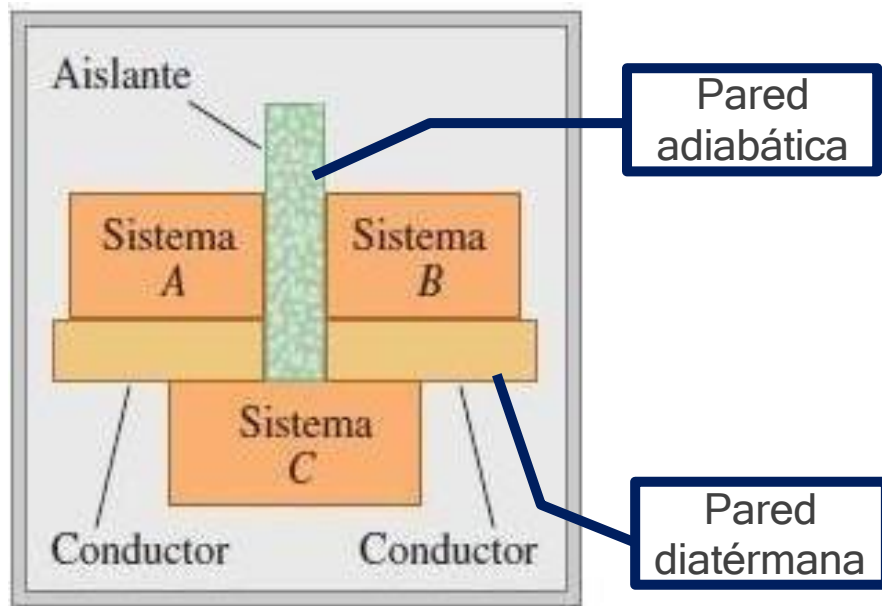 Aislante
Pared
adiabática
Sistema
A
Sistema
B
Sistema
C
Conductor
Conductor
Pared
diatérmana